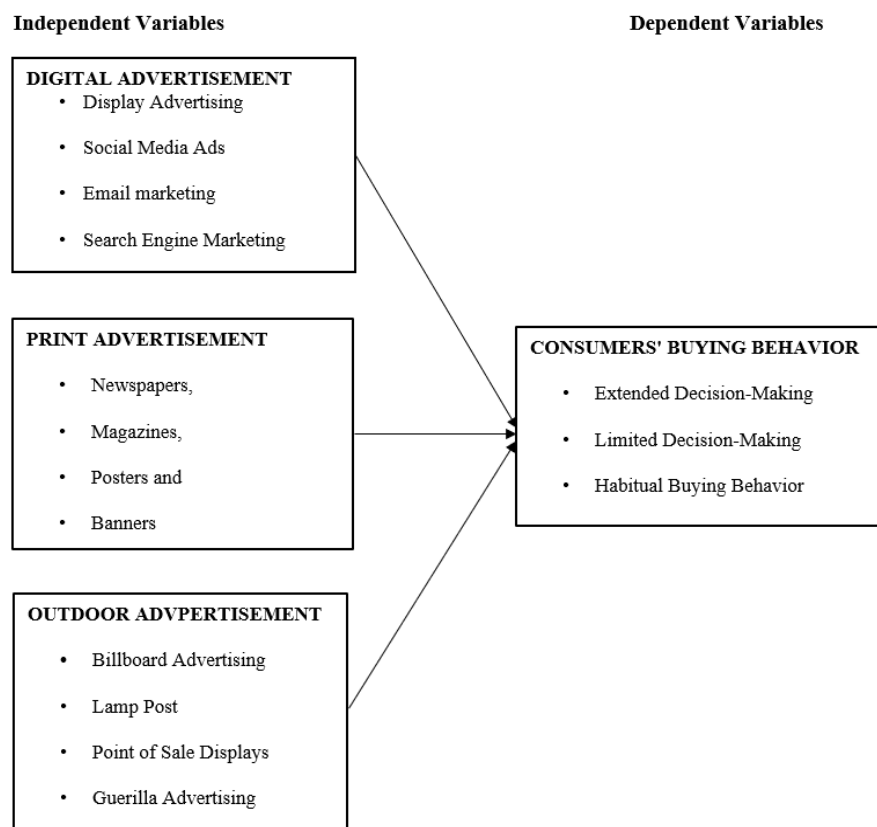 Independent Variables
Dependent Variables
DIGITAL ADVERTISEMENT
• Display Advertising
• Social Media Ads
• Email marketing
• Search Engine Marketing
PRINT ADVERTISEMENT
• Newspapers,
• Magazines,
• Posters and
• Banners
CONSUMERS' BUYING BEHAVIOR
• Extended Decision-Making
• Limited Decision-Making
• Habitual Buying Behavior
OUTDOOR ADVPERTISEMENT
• Billboard Advertising
• Lamp Post
• Point of Sale Displays
• Guerilla Advertising